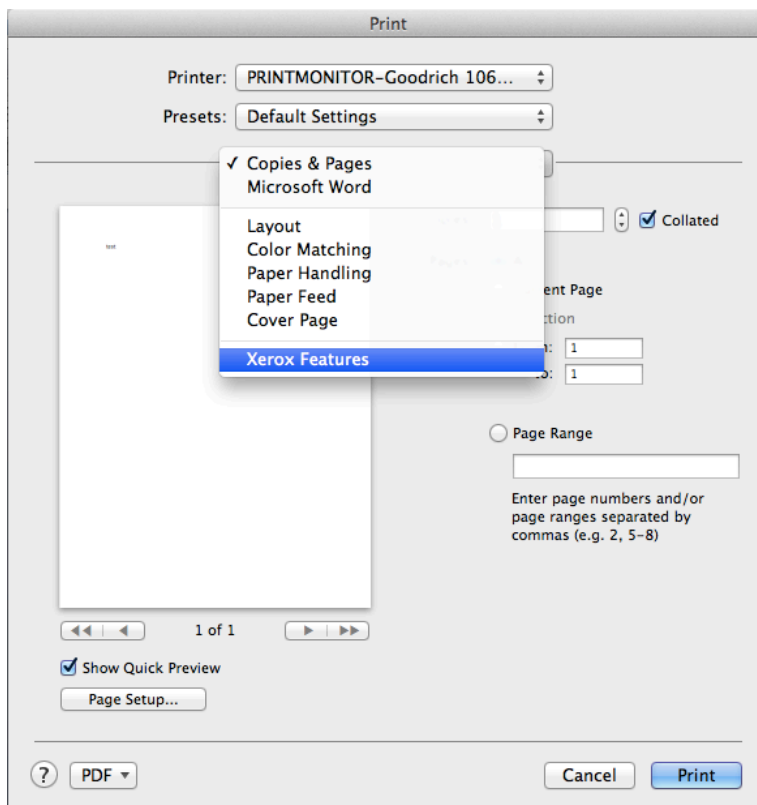 Print
Printer: PRINTMONITOR-Goodrich 106...
Presets: Default Settings
✓ Copies & Pages
Microsoft Word
Layout
Color Matching
Paper Handling
Paper Feed
Cover Page
Xerox Features
Collated
ent Page
ction
1
to: 1
Page Range
Enter page numbers and/or
page ranges separated by
commas (e.g. 2, 5-8)
test
1 of 1
Show Quick Preview
Page Setup...
? PDF
Cancel
Print